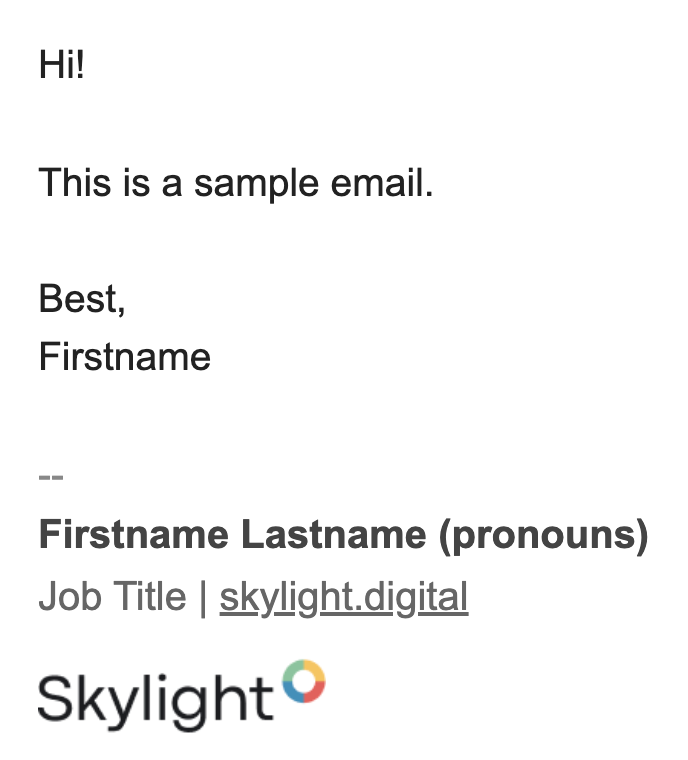 Hi!
This is a sample email.
Best,
Firstname
--
Firstname Lastname (pronouns)
Job Title | skylight.digital
Skylight